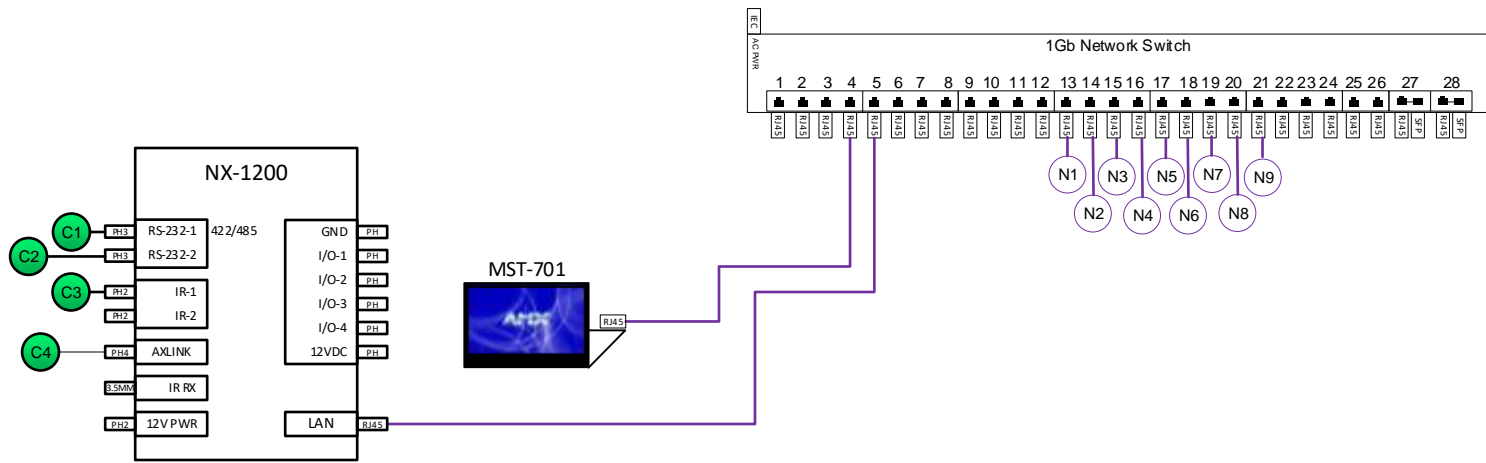 IEC
AC PWR
1Gb Network Switch
1 2 3 4 5 6 7 8 9 10 11 12 13 14 15 16 17 18 19 20 21 22 23 24 25 26 27 28
RJ45 RJ45 RJ45 RJ45 RJ45 RJ45 RJ45 RJ45 RJ45 RJ45 RJ45 RJ45 RJ45 RJ45 RJ45 RJ45 RJ45 RJ45 RJ45 RJ45 RJ45 RJ45 RJ45 RJ45 RJ45 RJ45 RJ45 SFP RJ45 SFP
N1 N3 N5 N7 N9
N2 N4 N6 N8
NX-1200
C1 PH3 RS-232-1 422/485 GND PH
C2 PH3 RS-232-2 I/O-1 PH
I/O-2 PH
C3 PH2 IR-1
I/O-3 PH
PH2 IR-2
I/O-4 PH
C4 PH4 AXLINK 12VDC PH
3.5MM IR RX
PH2 12V PWR LAN RJ45
MST-701
AMX
RJ45